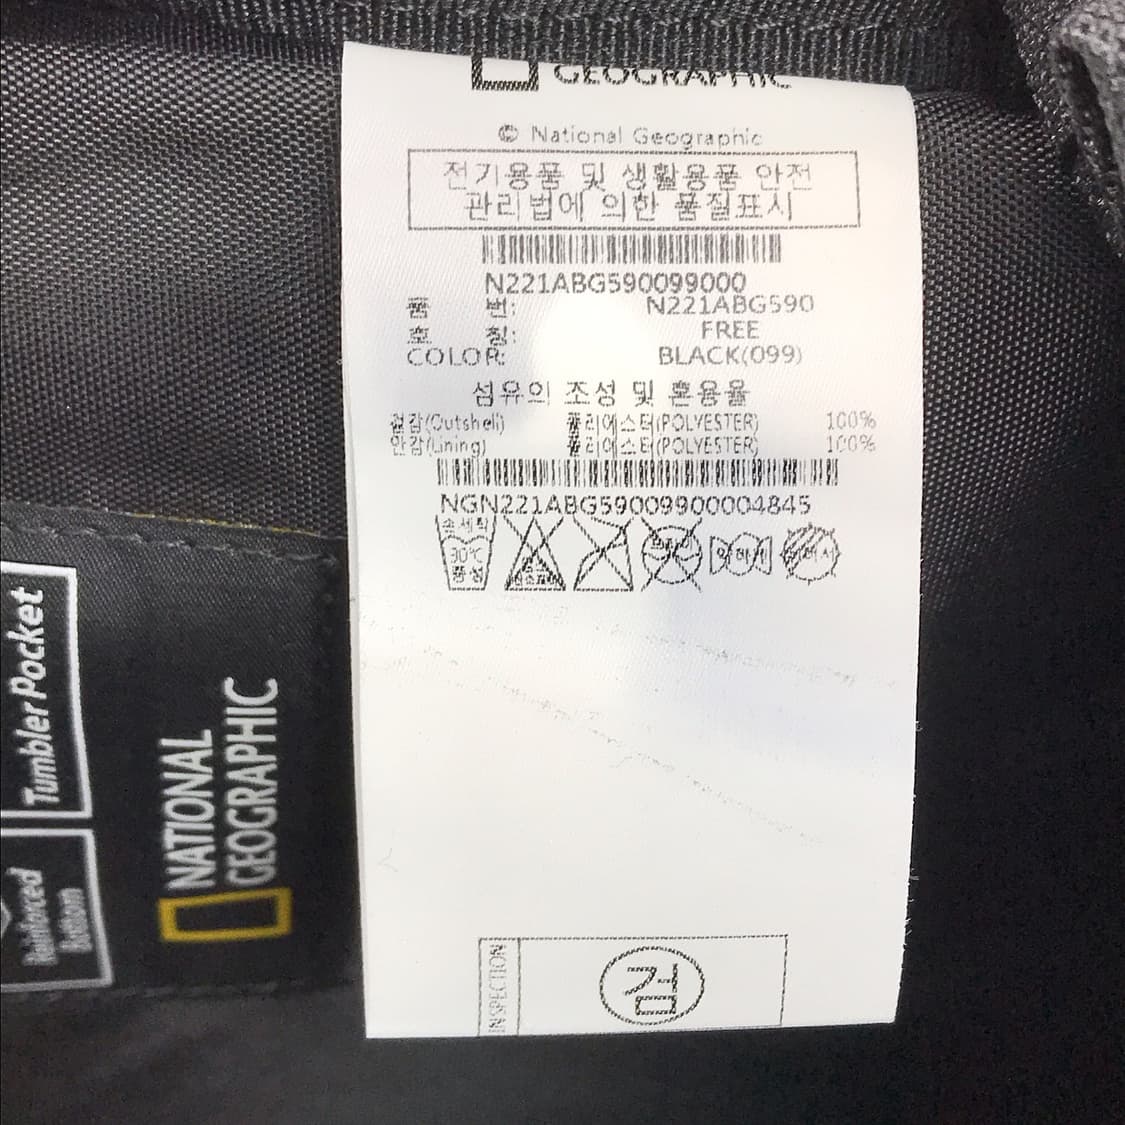 GEOGRAPHIC
© National Geographic
전기용품 및 생활용품 안전
관리법에 의한 품질표시
N221ABG590099000
품 번: N221ABG590
호 칭: FREE
COLOR: BLACK(099)
섬유의 조성 및 혼용율
겉감(Outshell) 폴리에스터(POLYESTER) 100%
안감(Lining) 폴리에스터(POLYESTER) 100%
NGN221ABG59009900004845
손세탁
30℃
중성
INSPECTION
검
Tumbler Pocket
Reinforced
bottom
NATIONAL
GEOGRAPHIC